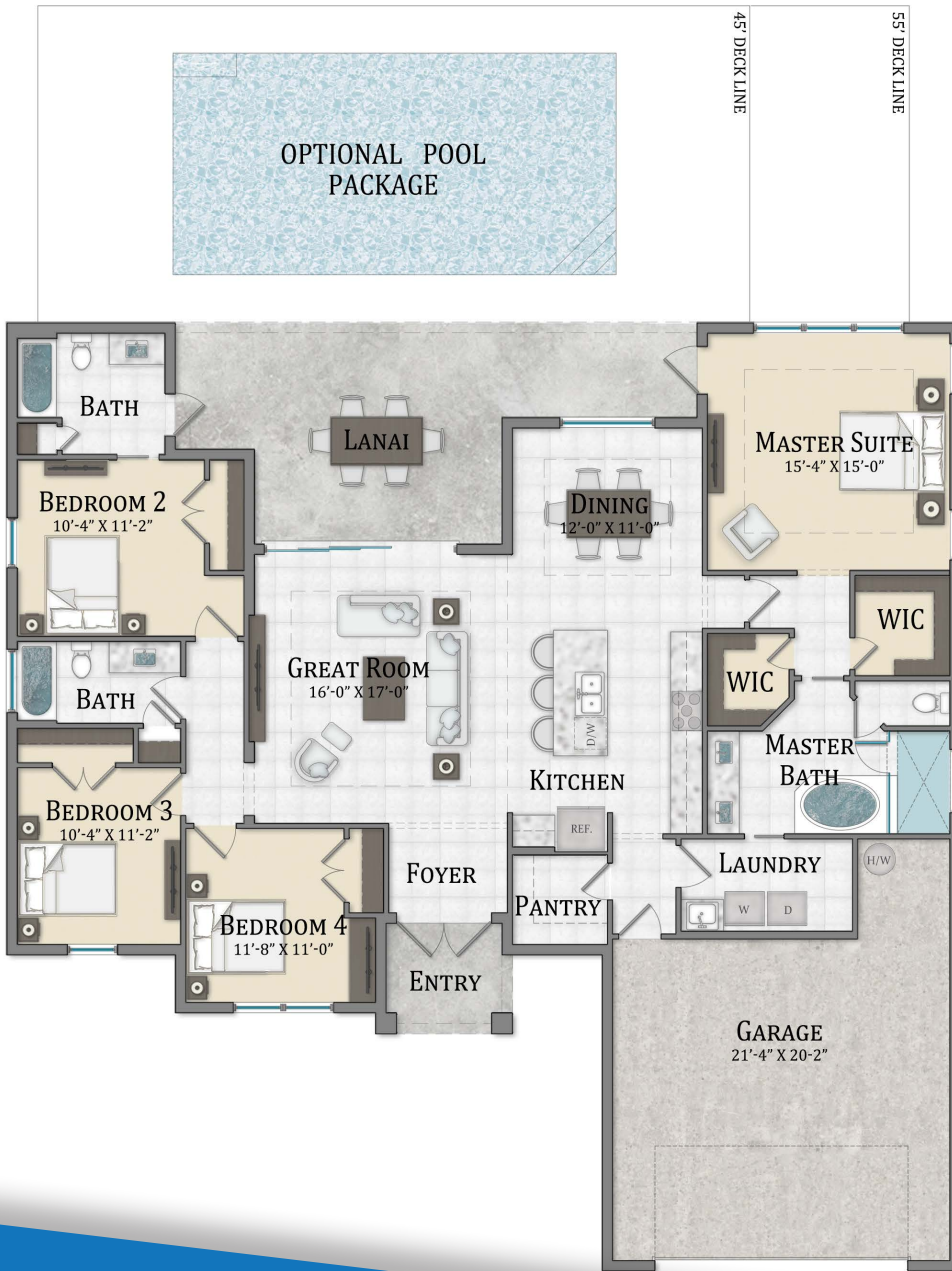 45' DECK LINE
55' DECK LINE
OPTIONAL POOL
PACKAGE
BATH
LANAI
MASTER SUITE
15'-4" X 15'-0"
BEDROOM 2
10'-4" X 11'-2"
DINING
12'-0" X 11'-0"
WIC
WIC
GREAT ROOM
16'-0" X 17'-0"
BATH
D/W
KITCHEN
MASTER
BATH
BEDROOM 3
10'-4" X 11'-2"
REF.
FOYER
LAUNDRY
H/W
PANTRY
W
D
BEDROOM 4
11'-8" X 11'-0"
ENTRY
GARAGE
21'-4" X 20-2"